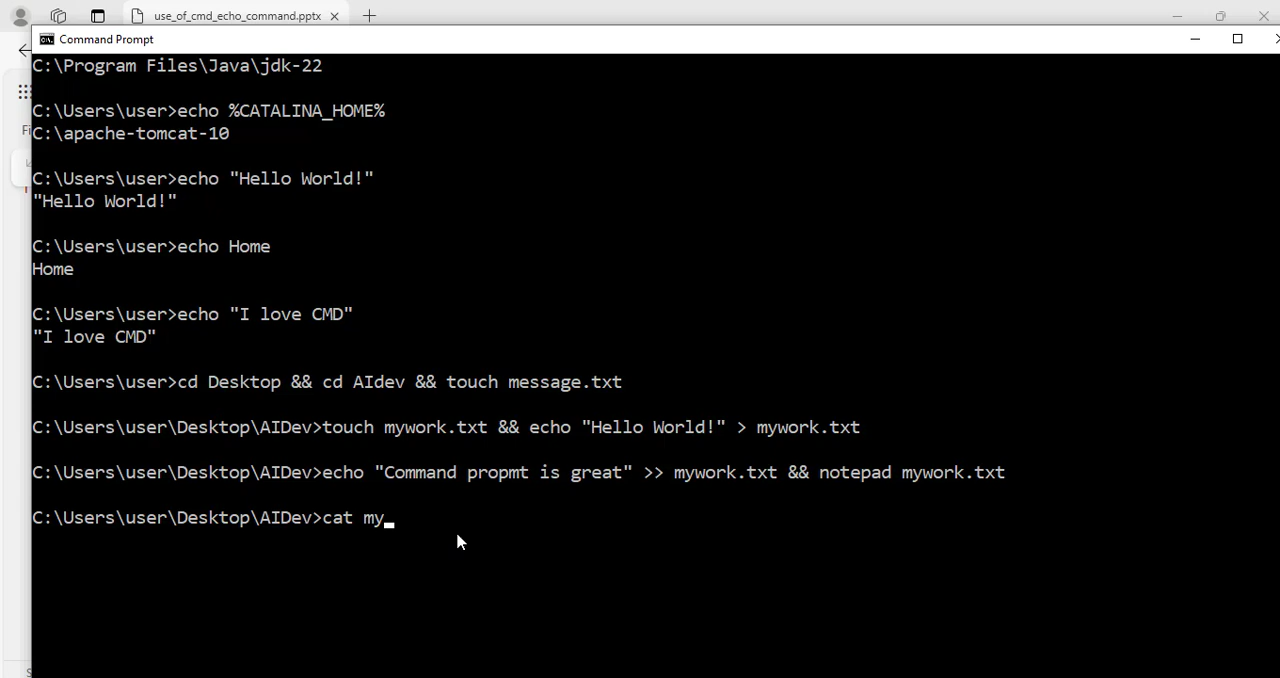 use_of_cmd_echo_command.pptx
Command Prompt
C:\Program Files\Java\jdk-22
C:\Users\user>echo %CATALINA_HOME%
C:\apache-tomcat-10
C:\Users\user>echo "Hello World!"
"Hello World!"
C:\Users\user>echo Home
Home
C:\Users\user>echo "I love CMD"
"I love CMD"
C:\Users\user>cd Desktop && cd AIdev && touch message.txt
C:\Users\user\Desktop\AIDev>touch mywork.txt && echo "Hello World!" > mywork.txt
C:\Users\user\Desktop\AIDev>echo "Command propmt is great" >> mywork.txt && notepad mywork.txt
C:\Users\user\Desktop\AIDev>cat my